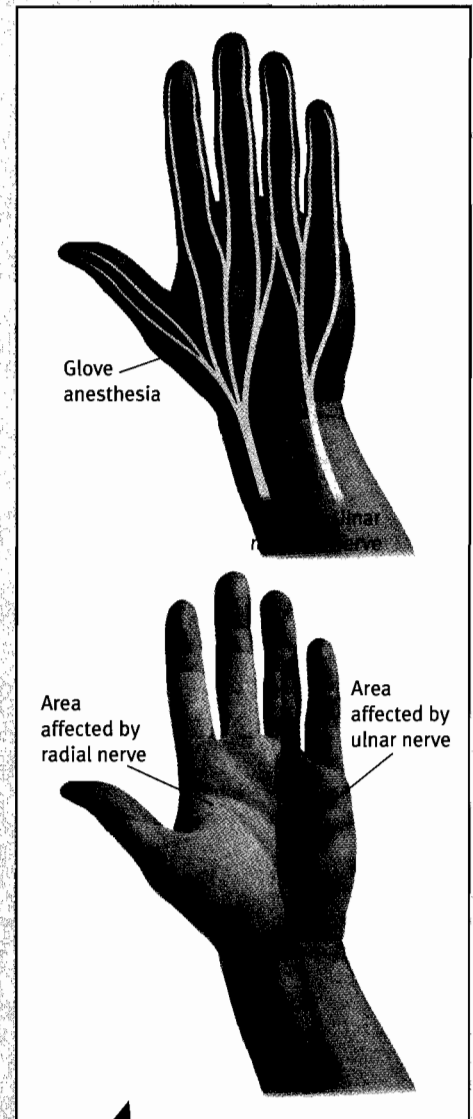 Glove
anesthesia
Area
affected by
radial nerve
Area
affected by
ulnar nerve